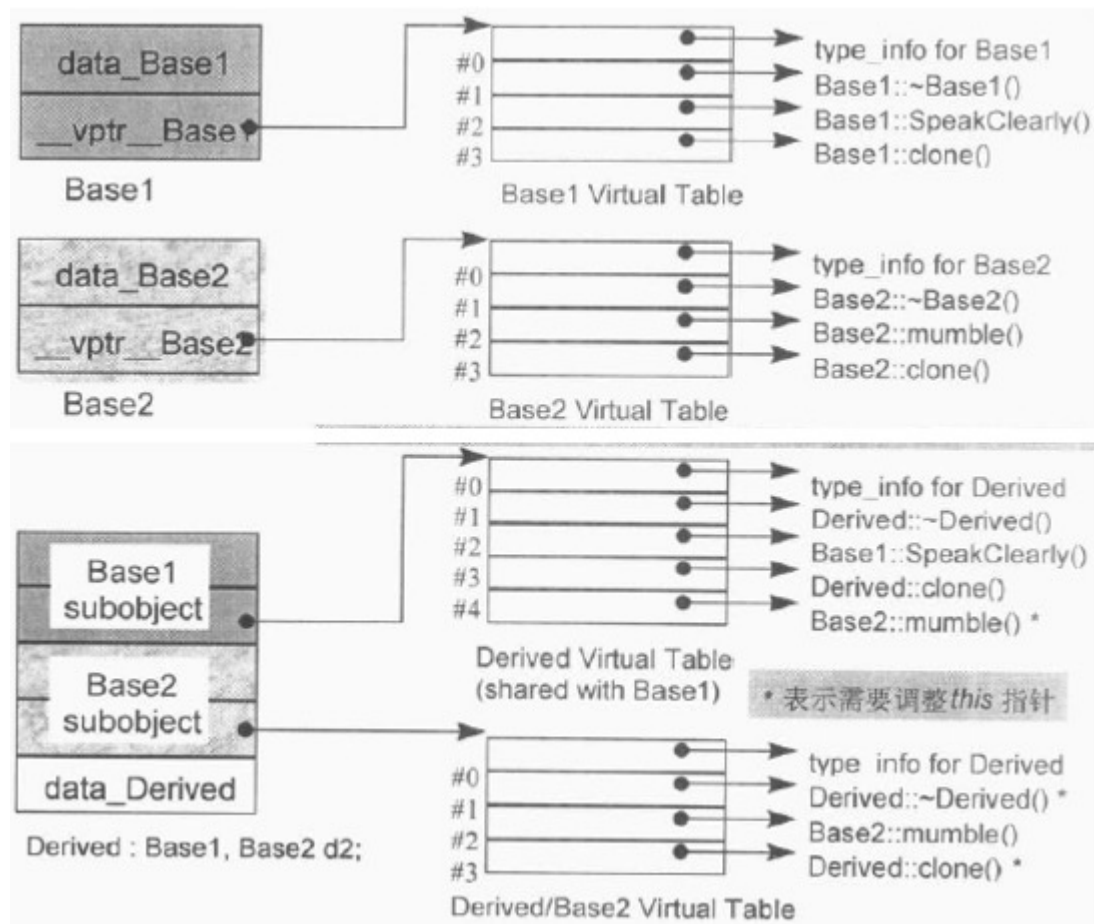 data_Base1
__vptr__Base1
Base1
#0
#1
#2
#3
Base1 Virtual Table
type_info for Base1
Base1::~Base1()
Base1::SpeakClearly()
Base1::clone()
data_Base2
__vptr__Base2
Base2
#0
#1
#2
#3
Base2 Virtual Table
type_info for Base2
Base2::~Base2()
Base2::mumble()
Base2::clone()
Base1
subobject
Base2
subobject
data_Derived
Derived : Base1, Base2 d2;
#0
#1
#2
#3
#4
Derived Virtual Table
(shared with Base1)
type_info for Derived
Derived::~Derived()
Base1::SpeakClearly()
Derived::clone()
Base2::mumble() *
* 表示需要调整this 指针
#0
#1
#2
#3
Derived/Base2 Virtual Table
type info for Derived
Derived::~Derived() *
Base2::mumble()
Derived::clone() *